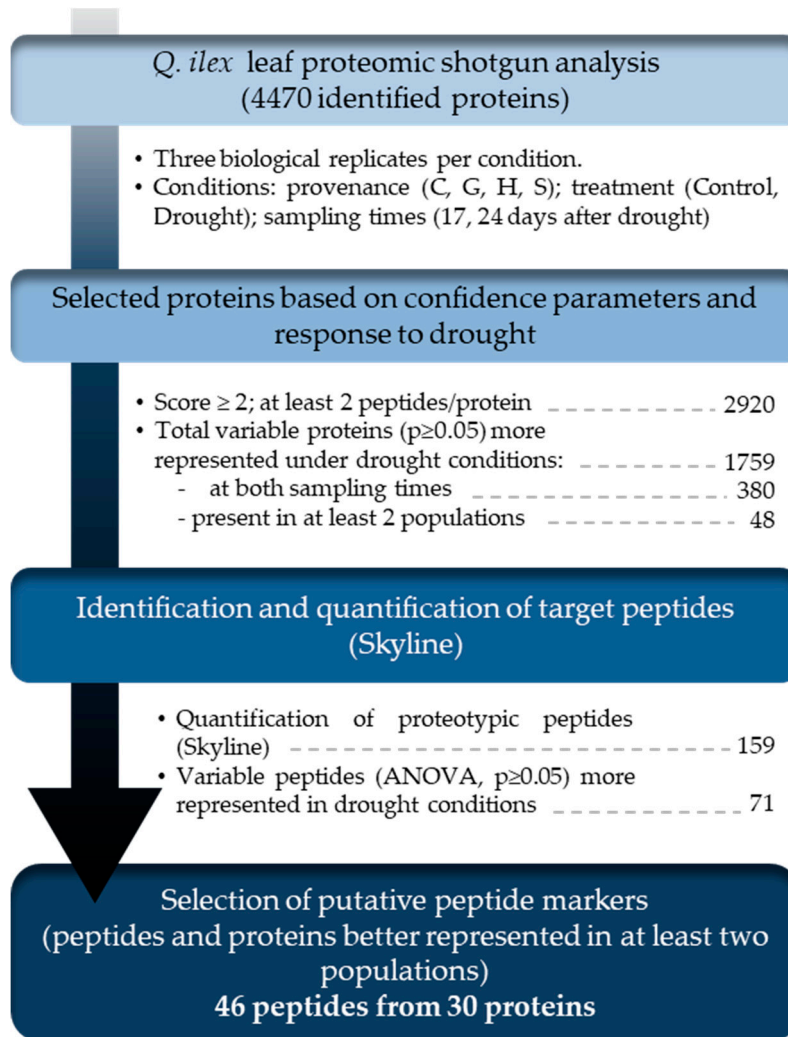 Q. ilex leaf proteomic shotgun analysis
(4470 identified proteins)
• Three biological replicates per condition.
• Conditions: provenance (C, G, H, S); treatment (Control,
Drought); sampling times (17, 24 days after drought)
Selected proteins based on confidence parameters and
response to drought
• Score ≥ 2; at least 2 peptides/protein 2920
• Total variable proteins (p≥0.05) more
represented under drought conditions: 1759
- at both sampling times 380
- present in at least 2 populations 48
Identification and quantification of target peptides
(Skyline)
• Quantification of proteotypic peptides
(Skyline) 159
• Variable peptides (ANOVA, p≥0.05) more
represented in drought conditions 71
Selection of putative peptide markers
(peptides and proteins better represented in at least two
populations)
46 peptides from 30 proteins